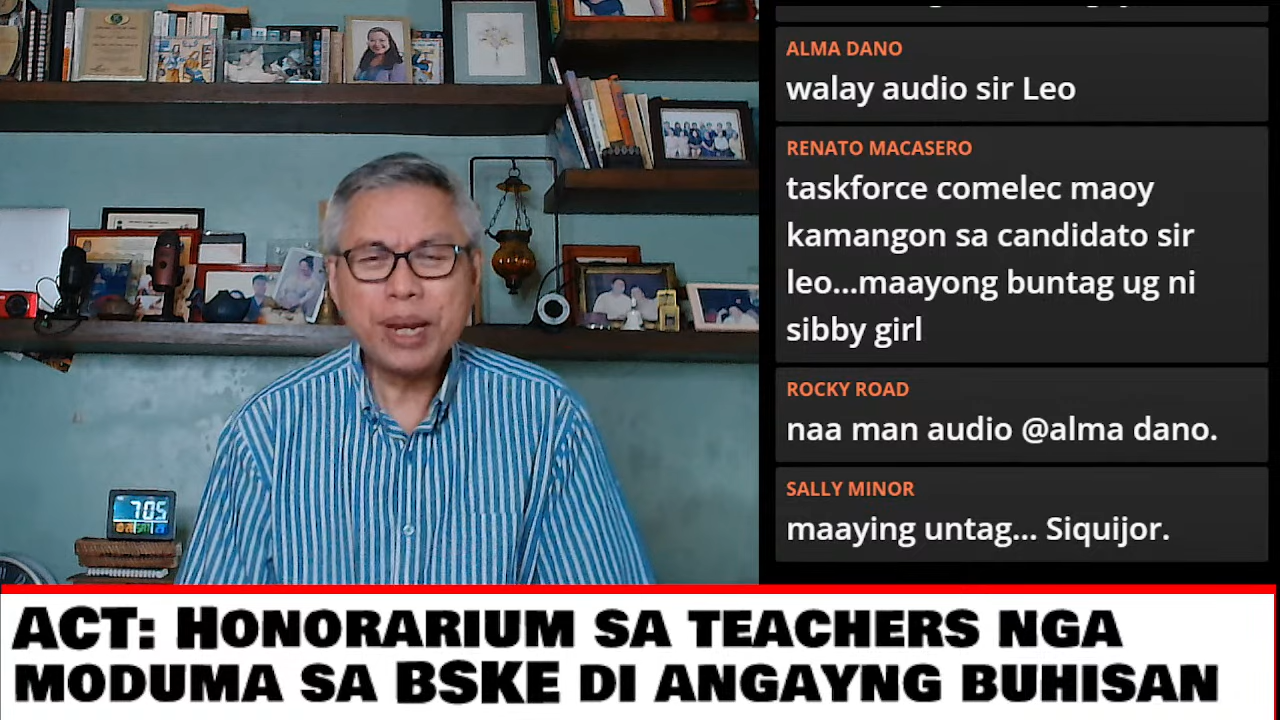 ALMA DANO
walay audio sir Leo
RENATO MACASERO
taskforce comelec maoy
kamangon sa candidato sir
leo...maayong buntag ug ni
sibby girl
ROCKY ROAD
naa man audio @alma dano.
SALLY MINOR
maaying untag... Siquijor.
7:05
ACT: HONORARIUM SA TEACHERS NGA
MODUMA SA BSKE DI ANGAYNG BUHISAN